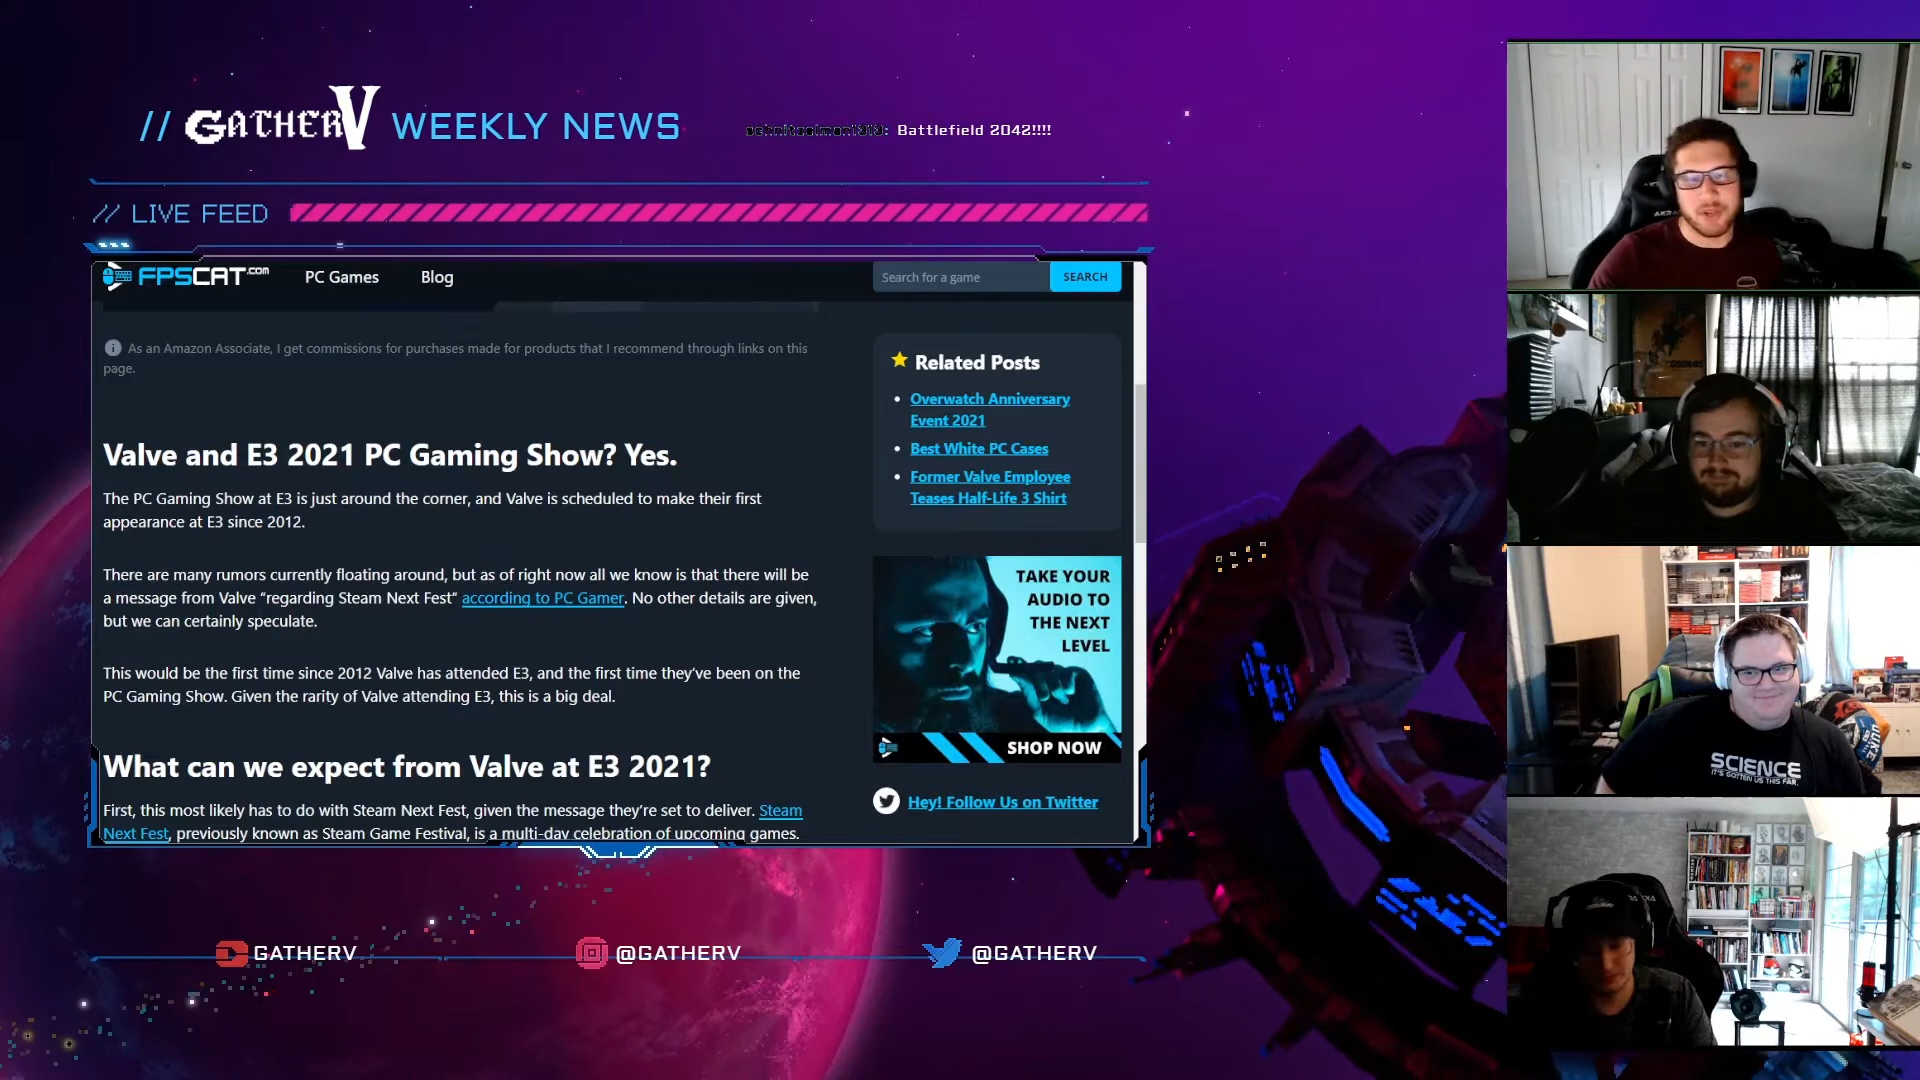 // GATHERV WEEKLY NEWS
schnitzelman1313: Battlefield 2042!!!!
// LIVE FEED
FPSCAT.COM
PC Games
Blog
Search for a game
SEARCH
As an Amazon Associate, I get commissions for purchases made for products that I recommend through links on this
page.
Valve and E3 2021 PC Gaming Show? Yes.
The PC Gaming Show at E3 is just around the corner, and Valve is scheduled to make their first
appearance at E3 since 2012.
There are many rumors currently floating around, but as of right now all we know is that there will be
a message from Valve “regarding Steam Next Fest” according to PC Gamer. No other details are given,
but we can certainly speculate.
This would be the first time since 2012 Valve has attended E3, and the first time they’ve been on the
PC Gaming Show. Given the rarity of Valve attending E3, this is a big deal.
What can we expect from Valve at E3 2021?
First, this most likely has to do with Steam Next Fest, given the message they’re set to deliver. Steam
Next Fest, previously known as Steam Game Festival, is a multi-day celebration of upcoming games.
Related Posts
Overwatch Anniversary
Event 2021
Best White PC Cases
Former Valve Employee
Teases Half-Life 3 Shirt
TAKE YOUR
AUDIO TO
THE NEXT
LEVEL
SHOP NOW
Hey! Follow Us on Twitter
GATHERV
@GATHERV
@GATHERV
SCIENCE
IT'S GOTTEN US THIS FAR.